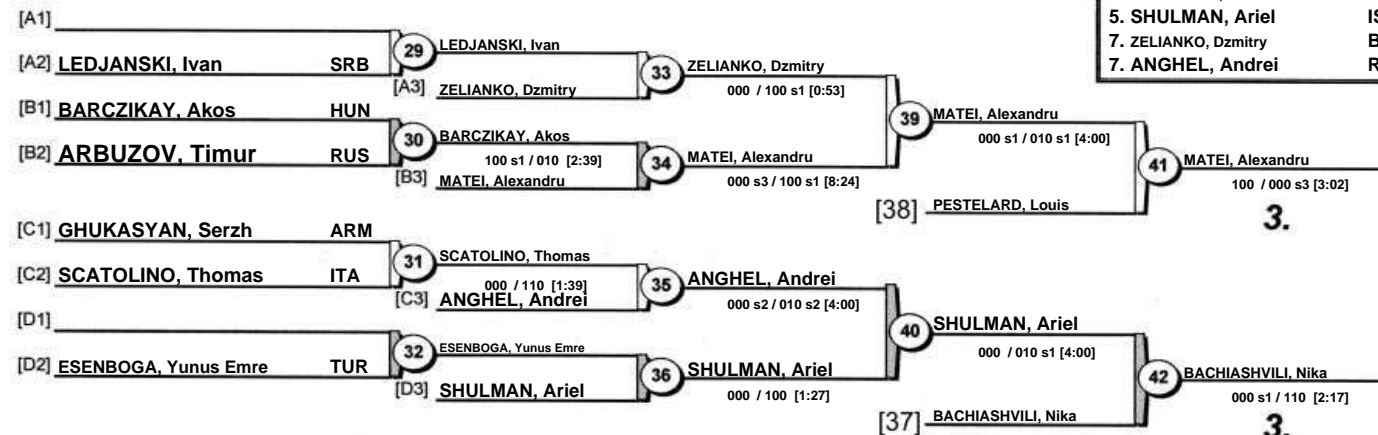 5. SHULMAN, Ariel
7. ZELIANKO, Dzmitry B
7. ANGHEL, Andrei R
[A1]
[A2] LEDJANSKI, Ivan SRB
29 LEDJANSKI, Ivan
[A3] ZELIANKO, Dzmitry
33 ZELIANKO, Dzmitry
000 / 100 s1 [0:53]
[B1] BARCZIKAY, Akos HUN
[B2] ARBUZOV, Timur RUS
30 BARCZIKAY, Akos
100 s1 / 010 [2:39]
[B3] MATEI, Alexandru
34 MATEI, Alexandru
000 s3 / 100 s1 [8:24]
39 MATEI, Alexandru
000 s1 / 010 s1 [4:00]
[38] PESTELARD, Louis
41 MATEI, Alexandru
100 / 000 s3 [3:02]
3.
[C1] GHUKASYAN, Serzh ARM
[C2] SCATOLINO, Thomas ITA
31 SCATOLINO, Thomas
000 / 110 [1:39]
[C3] ANGHEL, Andrei
35 ANGHEL, Andrei
000 s2 / 010 s2 [4:00]
[D1]
[D2] ESENBOGA, Yunus Emre TUR
32 ESENBOGA, Yunus Emre
[D3] SHULMAN, Ariel
36 SHULMAN, Ariel
000 / 100 [1:27]
40 SHULMAN, Ariel
000 / 010 s1 [4:00]
[37] BACHIASHVILI, Nika
42 BACHIASHVILI, Nika
000 s1 / 110 [2:17]
3.